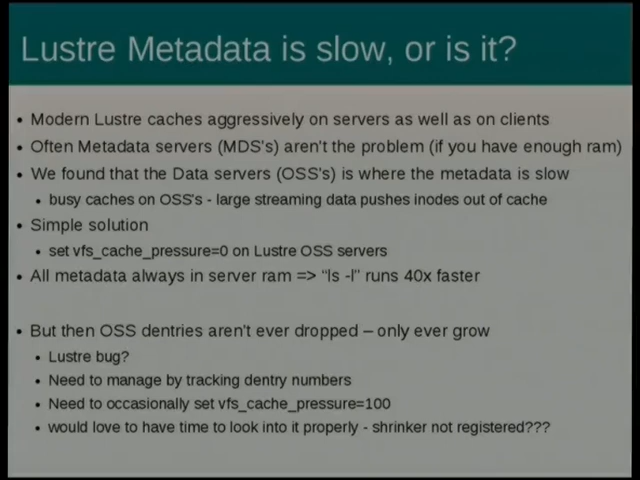 Lustre Metadata is slow, or is it?
• Modern Lustre caches aggressively on servers as well as on clients
• Often Metadata servers (MDS's) aren't the problem (if you have enough ram)
• We found that the Data servers (OSS's) is where the metadata is slow
• busy caches on OSS's - large streaming data pushes inodes out of cache
• Simple solution
• set vfs_cache_pressure=0 on Lustre OSS servers
• All metadata always in server ram => “ls -l” runs 40x faster
• But then OSS dentries aren't ever dropped – only ever grow
• Lustre bug?
• Need to manage by tracking dentry numbers
• Need to occasionally set vfs_cache_pressure=100
• would love to have time to look into it properly - shrinker not registered???